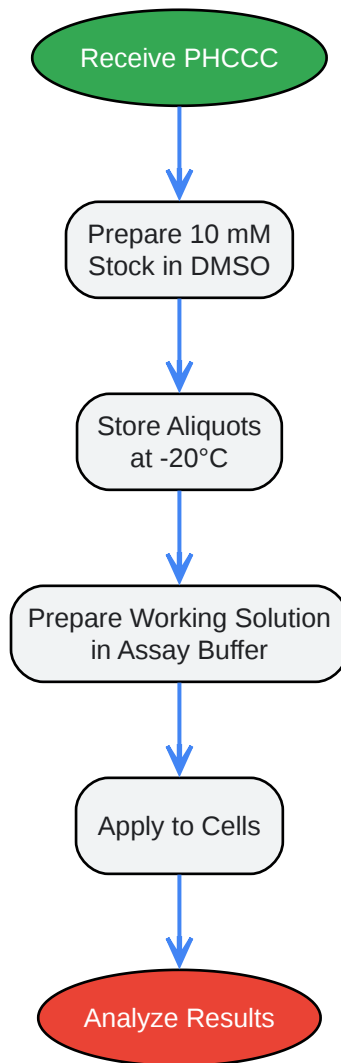 Receive PHCCC
Prepare 10 mM
Stock in DMSO
Store Aliquots
at -20°C
Prepare Working Solution
in Assay Buffer
Apply to Cells
Analyze Results